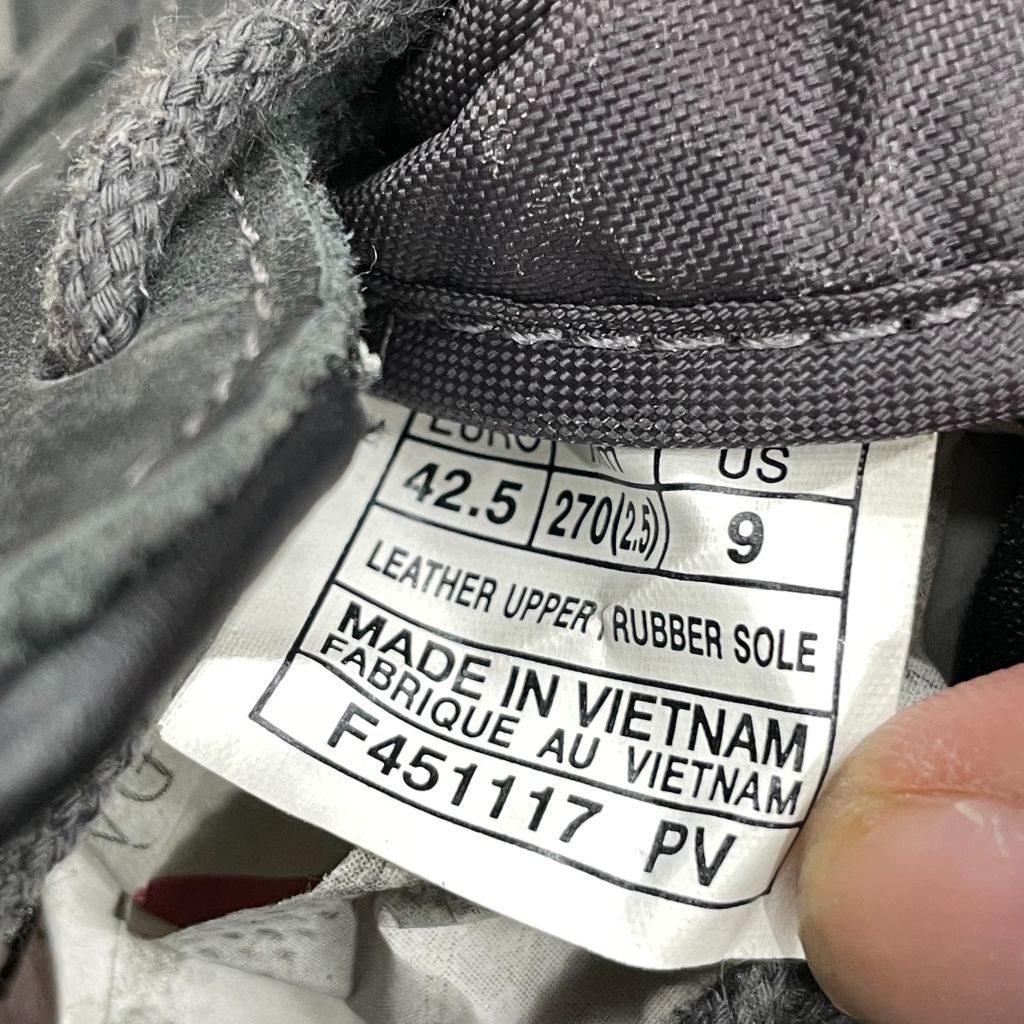 EURO US
42.5 270(2.5) 9
LEATHER UPPER RUBBER SOLE
MADE IN VIETNAM
FABRIQUE AU VIETNAM
F451117 PV